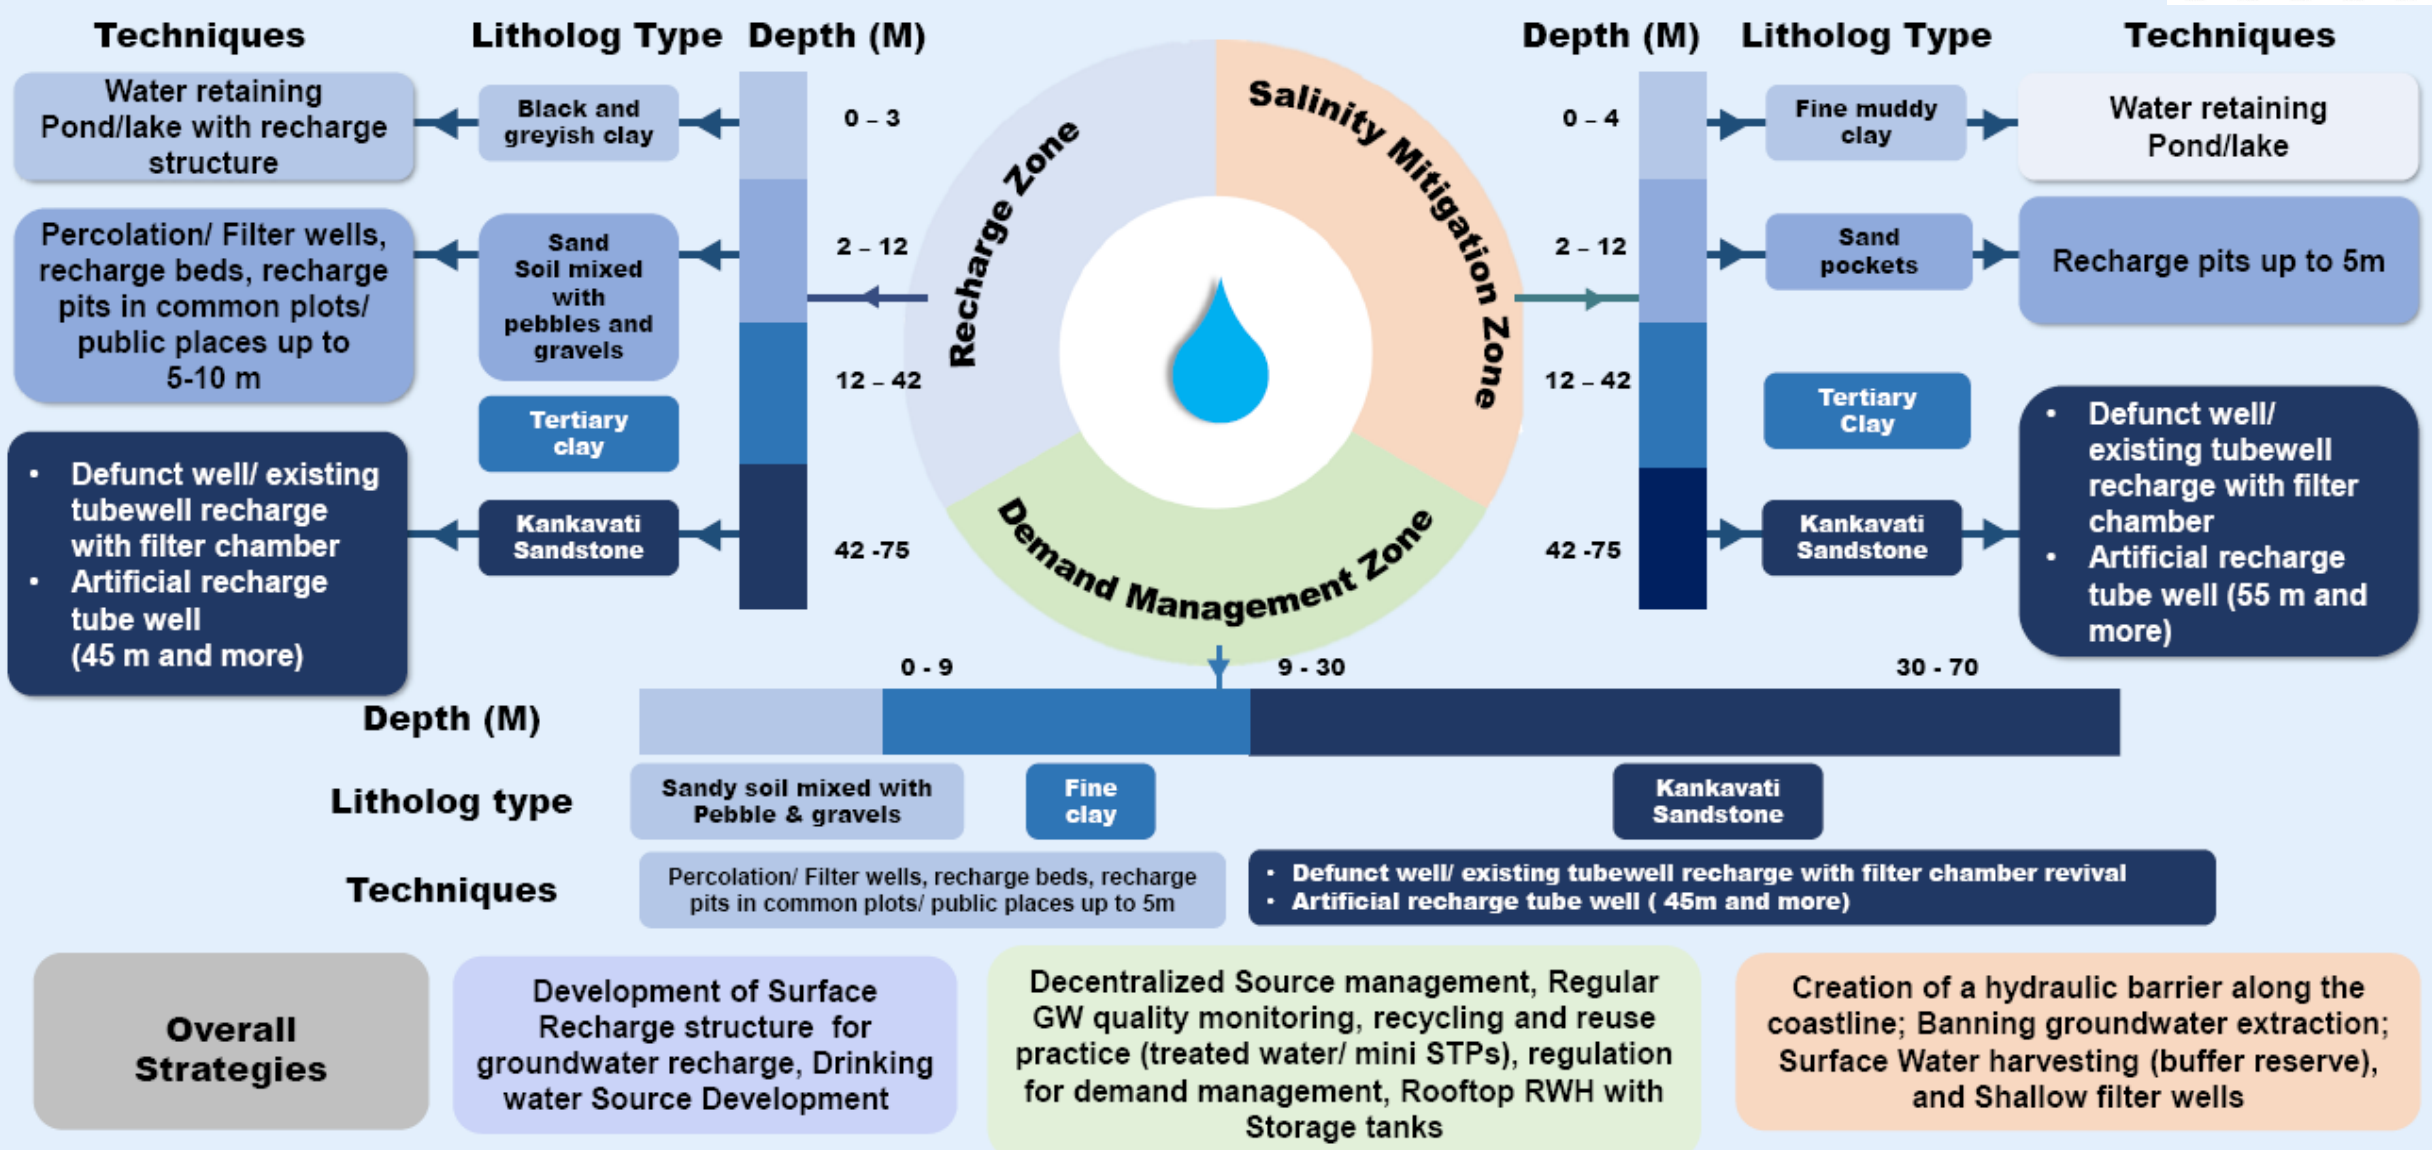 Techniques
Litholog Type
Depth (M)
Water retaining
Pond/lake with recharge
structure
Black and
greyish clay
0 – 3
Percolation/ Filter wells,
recharge beds, recharge
pits in common plots/
public places up to
5-10 m
Sand
Soil mixed
with
pebbles and
gravels
2 – 12
Tertiary
clay
12 – 42
• Defunct well/ existing
tubewell recharge
with filter chamber
• Artificial recharge
tube well
(45 m and more)
Kankavati
Sandstone
42 -75
Recharge Zone
Salinity Mitigation Zone
Demand Management Zone
Depth (M)
Litholog Type
Techniques
0 – 4
Fine muddy
clay
Water retaining
Pond/lake
2 – 12
Sand
pockets
Recharge pits up to 5m
12 – 42
Tertiary
Clay
42 -75
Kankavati
Sandstone
• Defunct well/
existing tubewell
recharge with filter
chamber
• Artificial recharge
tube well (55 m and
more)
0 - 9
9 - 30
30 - 70
Depth (M)
Litholog type
Sandy soil mixed with
Pebble & gravels
Fine
clay
Kankavati
Sandstone
Techniques
Percolation/ Filter wells, recharge beds, recharge
pits in common plots/ public places up to 5m
• Defunct well/ existing tubewell recharge with filter chamber revival
• Artificial recharge tube well ( 45m and more)
Overall
Strategies
Development of Surface
Recharge structure for
groundwater recharge, Drinking
water Source Development
Decentralized Source management, Regular
GW quality monitoring, recycling and reuse
practice (treated water/ mini STPs), regulation
for demand management, Rooftop RWH with
Storage tanks
Creation of a hydraulic barrier along the
coastline; Banning groundwater extraction;
Surface Water harvesting (buffer reserve),
and Shallow filter wells